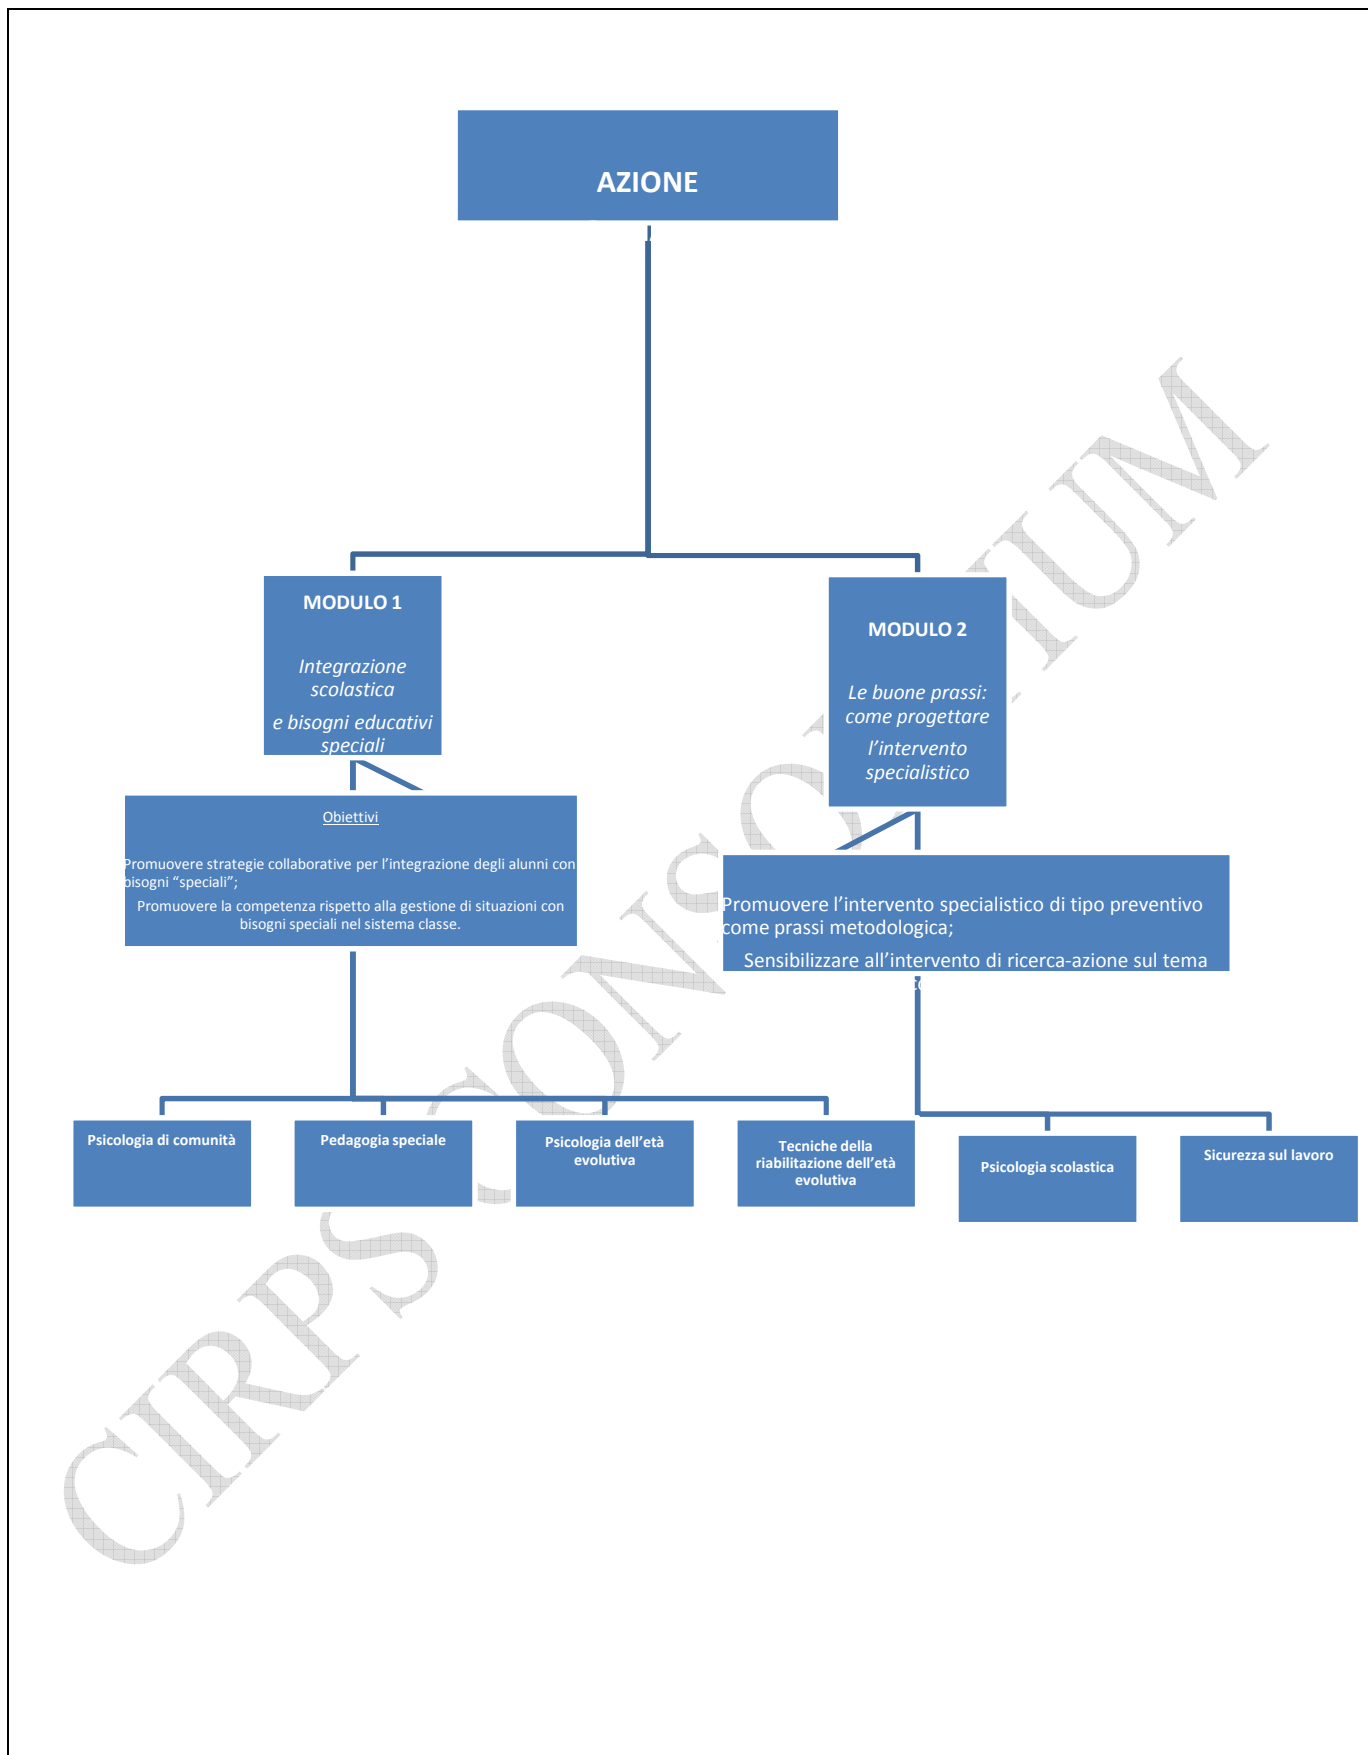 AZIONE
MODULO 1
Integrazione
scolastica
e bisogni educativi
speciali
MODULO 2
Le buone prassi:
come progettare
l’intervento
specialistico
Obiettivi
Promuovere strategie collaborative per l’integrazione degli alunni con
bisogni “speciali”;
Promuovere la competenza rispetto alla gestione di situazioni con
bisogni speciali nel sistema classe.
Promuovere l’intervento specialistico di tipo preventivo
come prassi metodologica;
Sensibilizzare all’intervento di ricerca-azione sul tema
Psicologia di comunità
Pedagogia speciale
Psicologia dell’età
evolutiva
Tecniche della
riabilitazione dell’età
evolutiva
Psicologia scolastica
Sicurezza sul lavoro
CIRPS CONSORTIUM